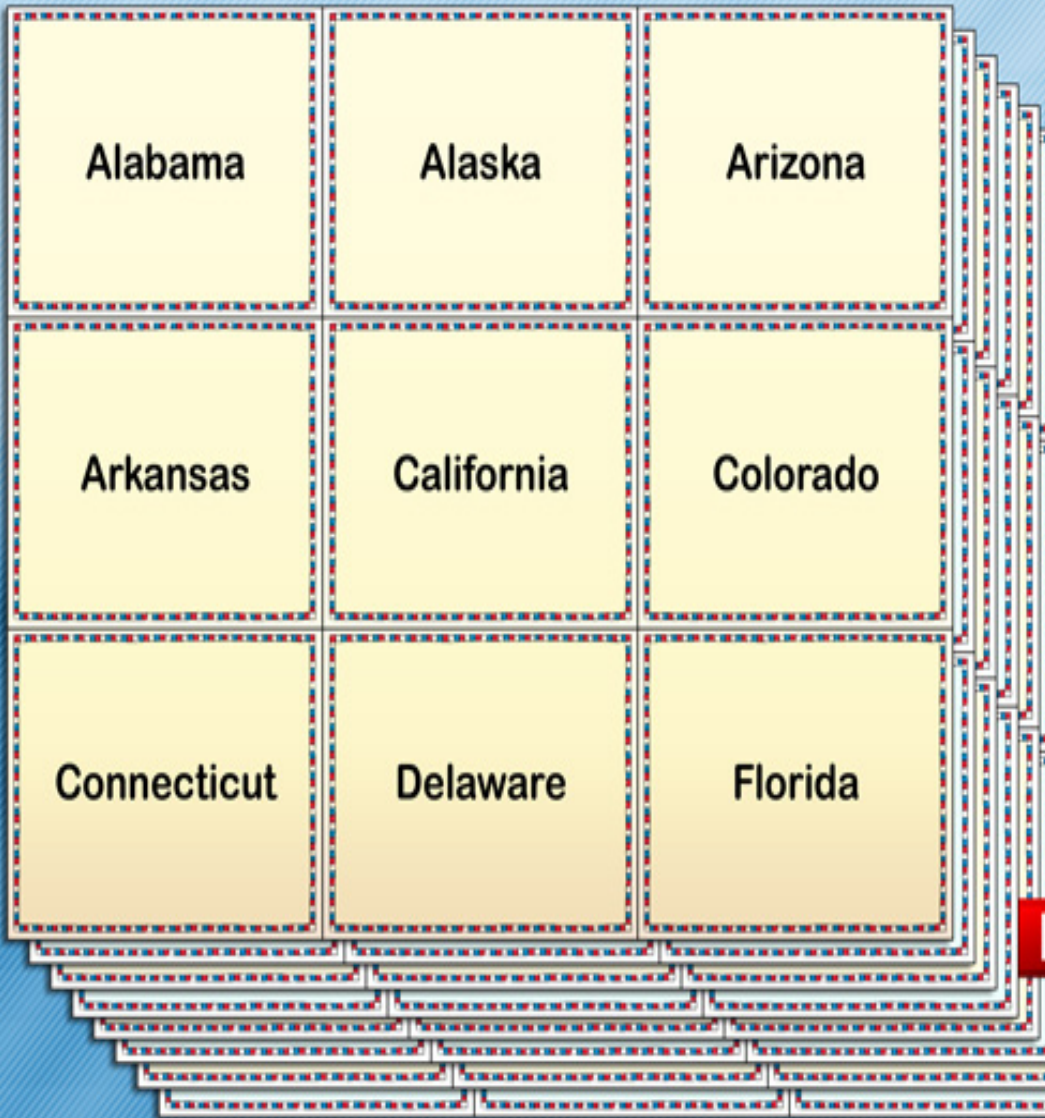 Alabama
Alaska
Arizona
Arkansas
California
Colorado
Connecticut
Delaware
Florida